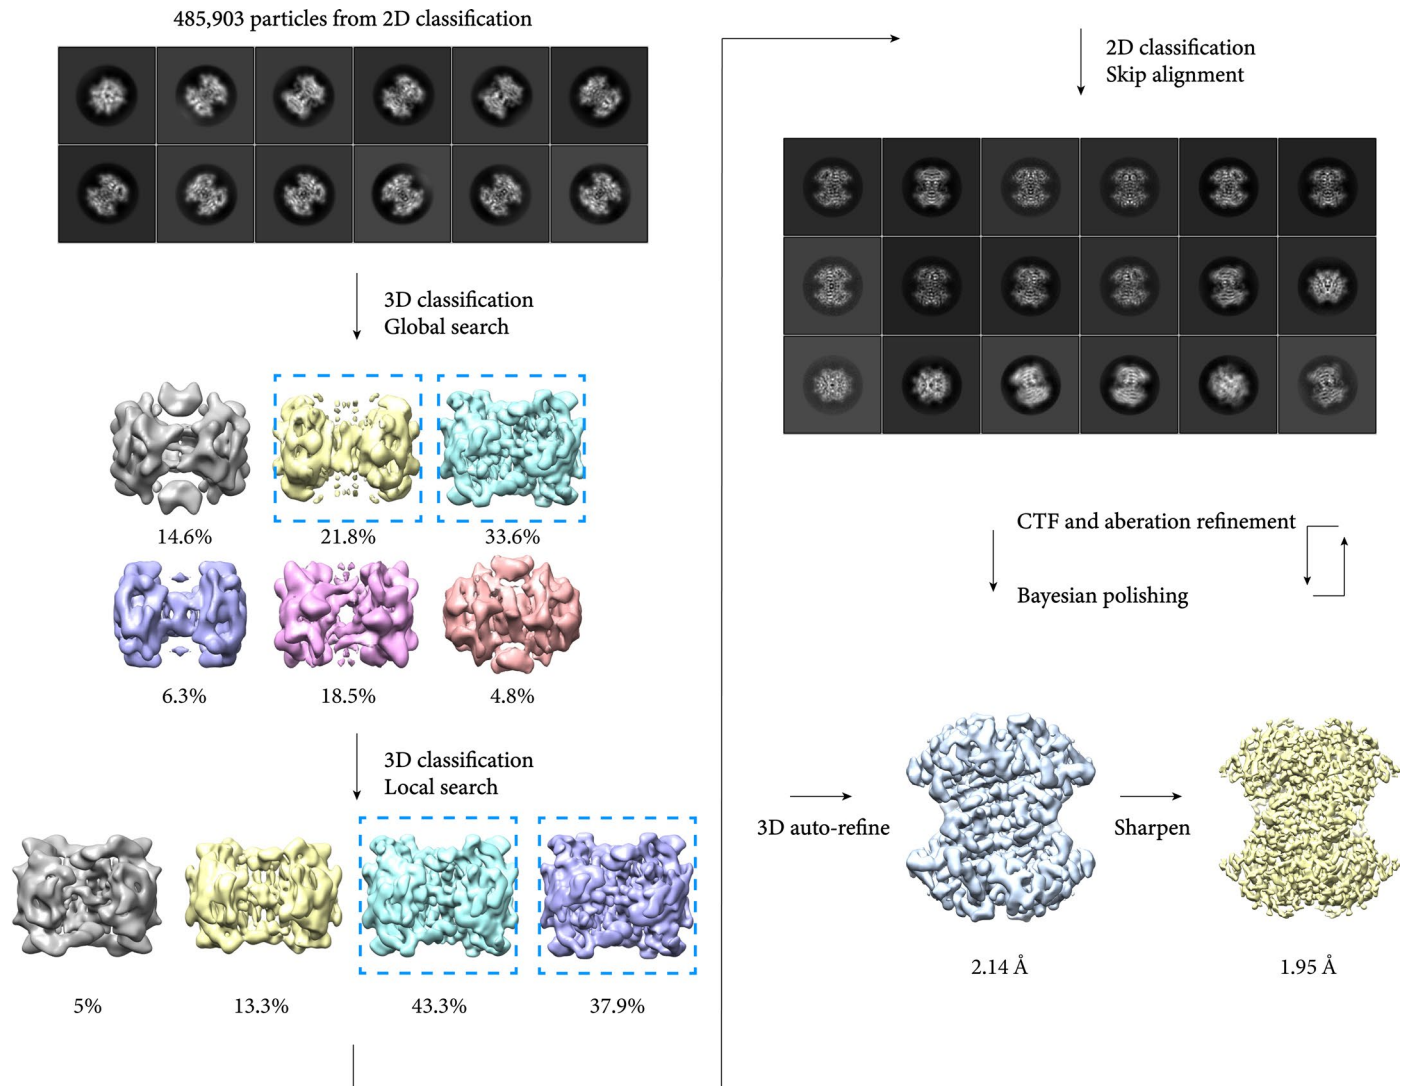 485,903 particles from 2D classification
3D classification
Global search
14.6%
21.8%
33.6%
6.3%
18.5%
4.8%
3D classification
Local search
5%
13.3%
43.3%
37.9%
2D classification
Skip alignment
CTF and aberration refinement
Bayesian polishing
3D auto-refine
Sharpen
2.14 Å
1.95 Å